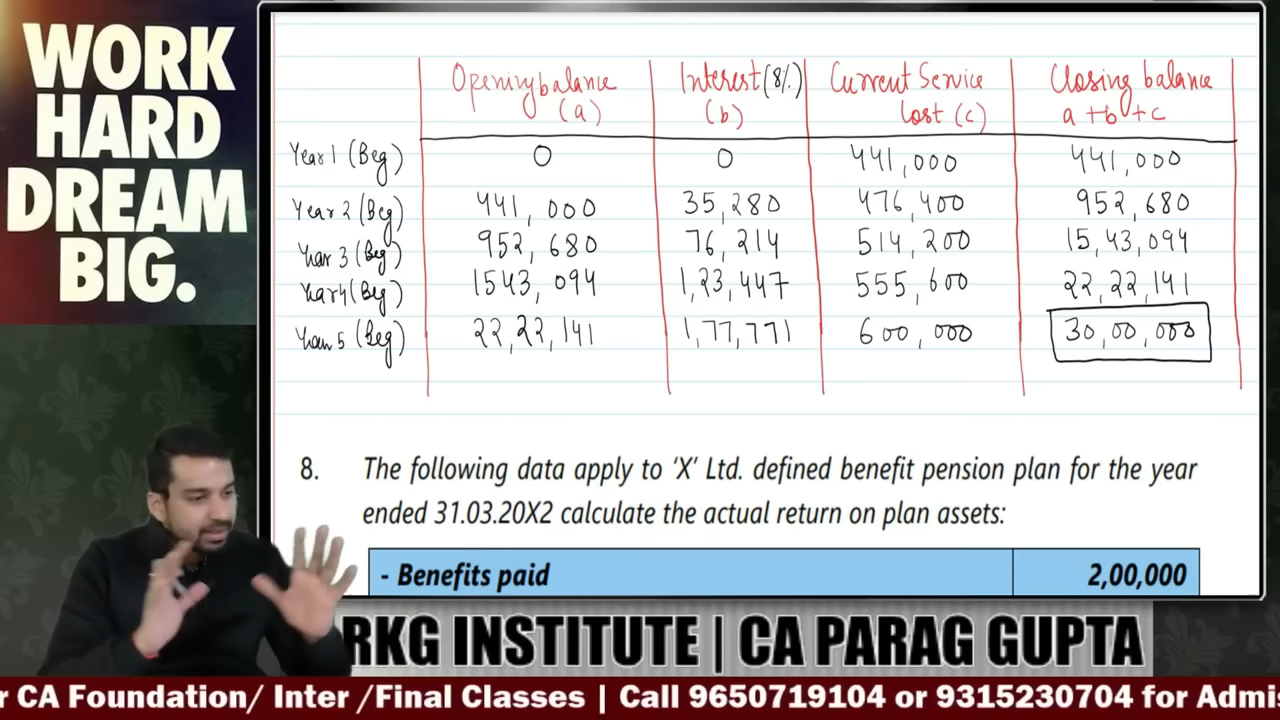 WORK
HARD
DREAM
BIG.
Opening balance (a) Interest (8%) (b) Current Service Cost (c) Closing balance a+b+c
Year 1 (Beg) 0 0 441,000 441,000
Year 2 (Beg) 441,000 35,280 476,400 952,680
Year 3 (Beg) 952,680 76,214 514,200 15,43,094
Year 4 (Beg) 1543,094 1,23,447 555,600 22,22,141
Year 5 (Beg) 22,22,141 1,77,771 600,000 30,00,000
8. The following data apply to 'X' Ltd. defined benefit pension plan for the year
ended 31.03.20X2 calculate the actual return on plan assets:
- Benefits paid 2,00,000
RKG INSTITUTE | CA PARAG GUPTA
r CA Foundation/ Inter /Final Classes | Call 9650719104 or 9315230704 for Admis